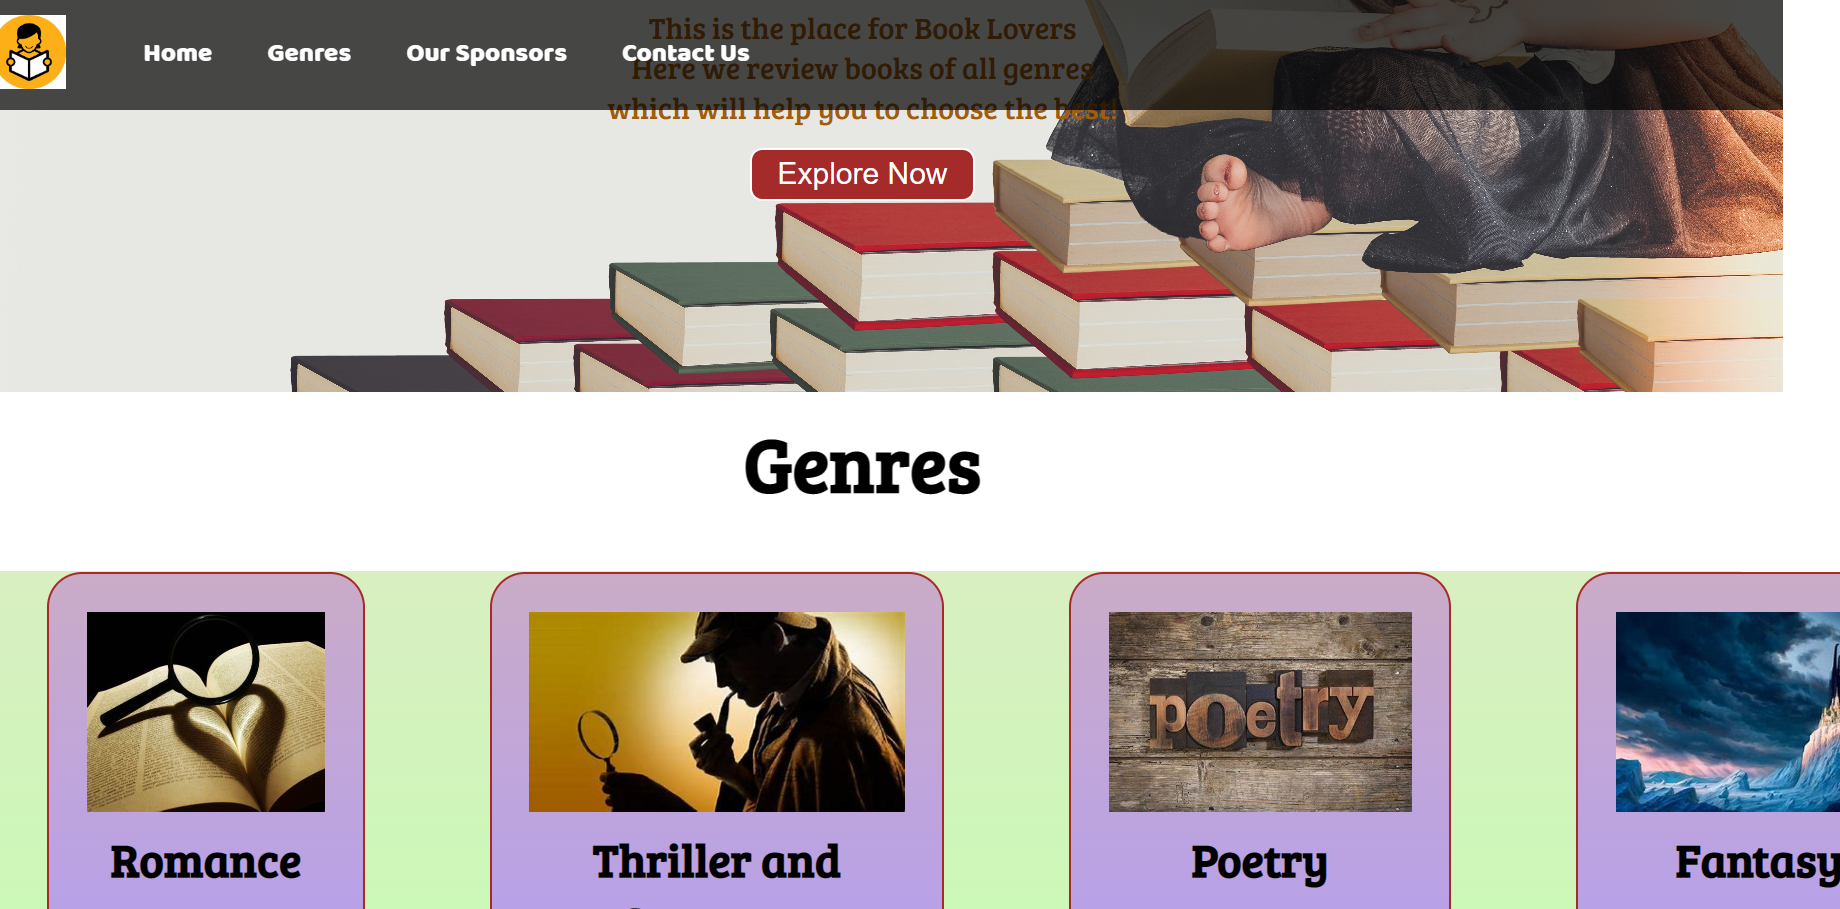 Home Genres Our Sponsors Contact Us
This is the place for Book Lovers
Here we review books of all genres
which will help you to choose the best!
Explore Now
Genres
poetry
Romance
Thriller and
Poetry
Fantasy